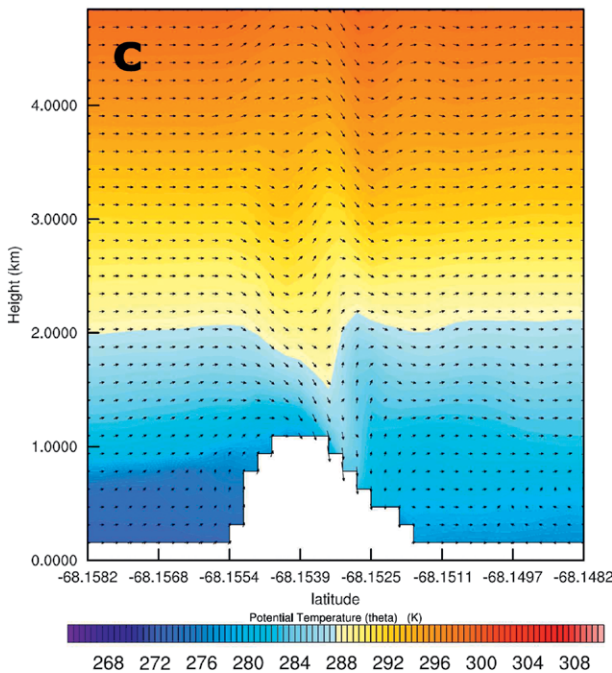 C
Height (km)
4.0000
3.0000
2.0000
1.0000
0.0000
-68.1582 -68.1568 -68.1554 -68.1539 -68.1525 -68.1511 -68.1497 -68.1482
latitude
Potential Temperature (theta) (K)
268 272 276 280 284 288 292 296 300 304 308